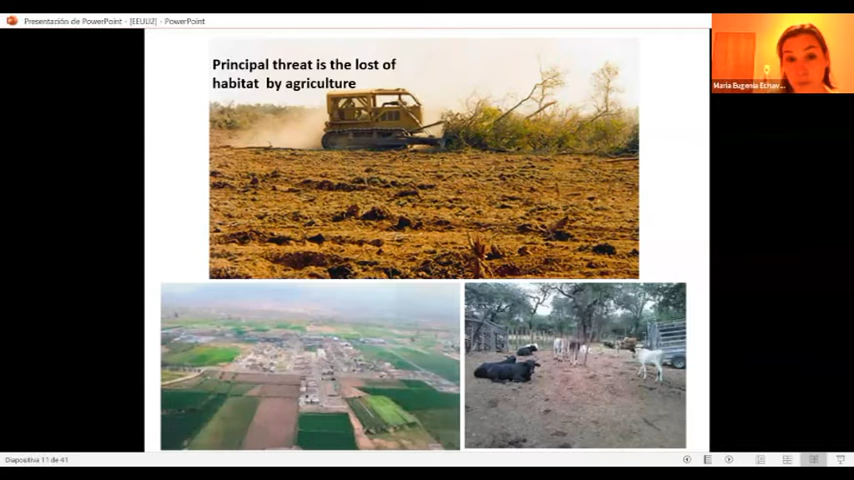 Presentación de PowerPoint - [EEUU2] - PowerPoint
Principal threat is the lost of
habitat by agriculture
Maria Eugenia Echav...
Diapositiva 11 de 41